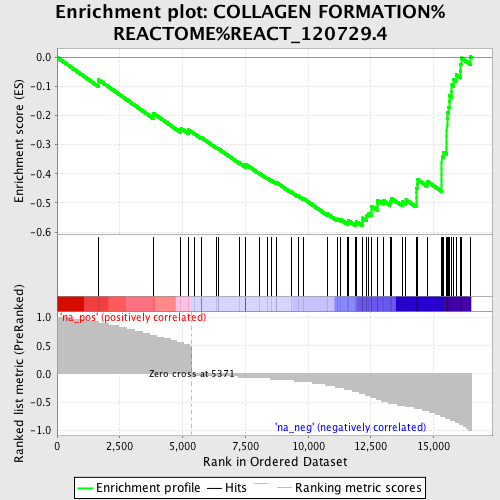 Enrichment plot: COLLAGEN FORMATION%
REACTOME%REACT_120729.4
Enrichment score (ES)
0.0
-0.1
-0.2
-0.3
-0.4
-0.5
-0.6
Ranked list metric (PreRanked)
1.0
0.5
0.0
-0.5
-1.0
'na_pos' (positively correlated)
Zero cross at 5371
'na_neg' (negatively correlated)
0
2,500
5,000
7,500
10,000
12,500
15,000
Rank in Ordered Dataset
Enrichment profile
Hits
Ranking metric scores